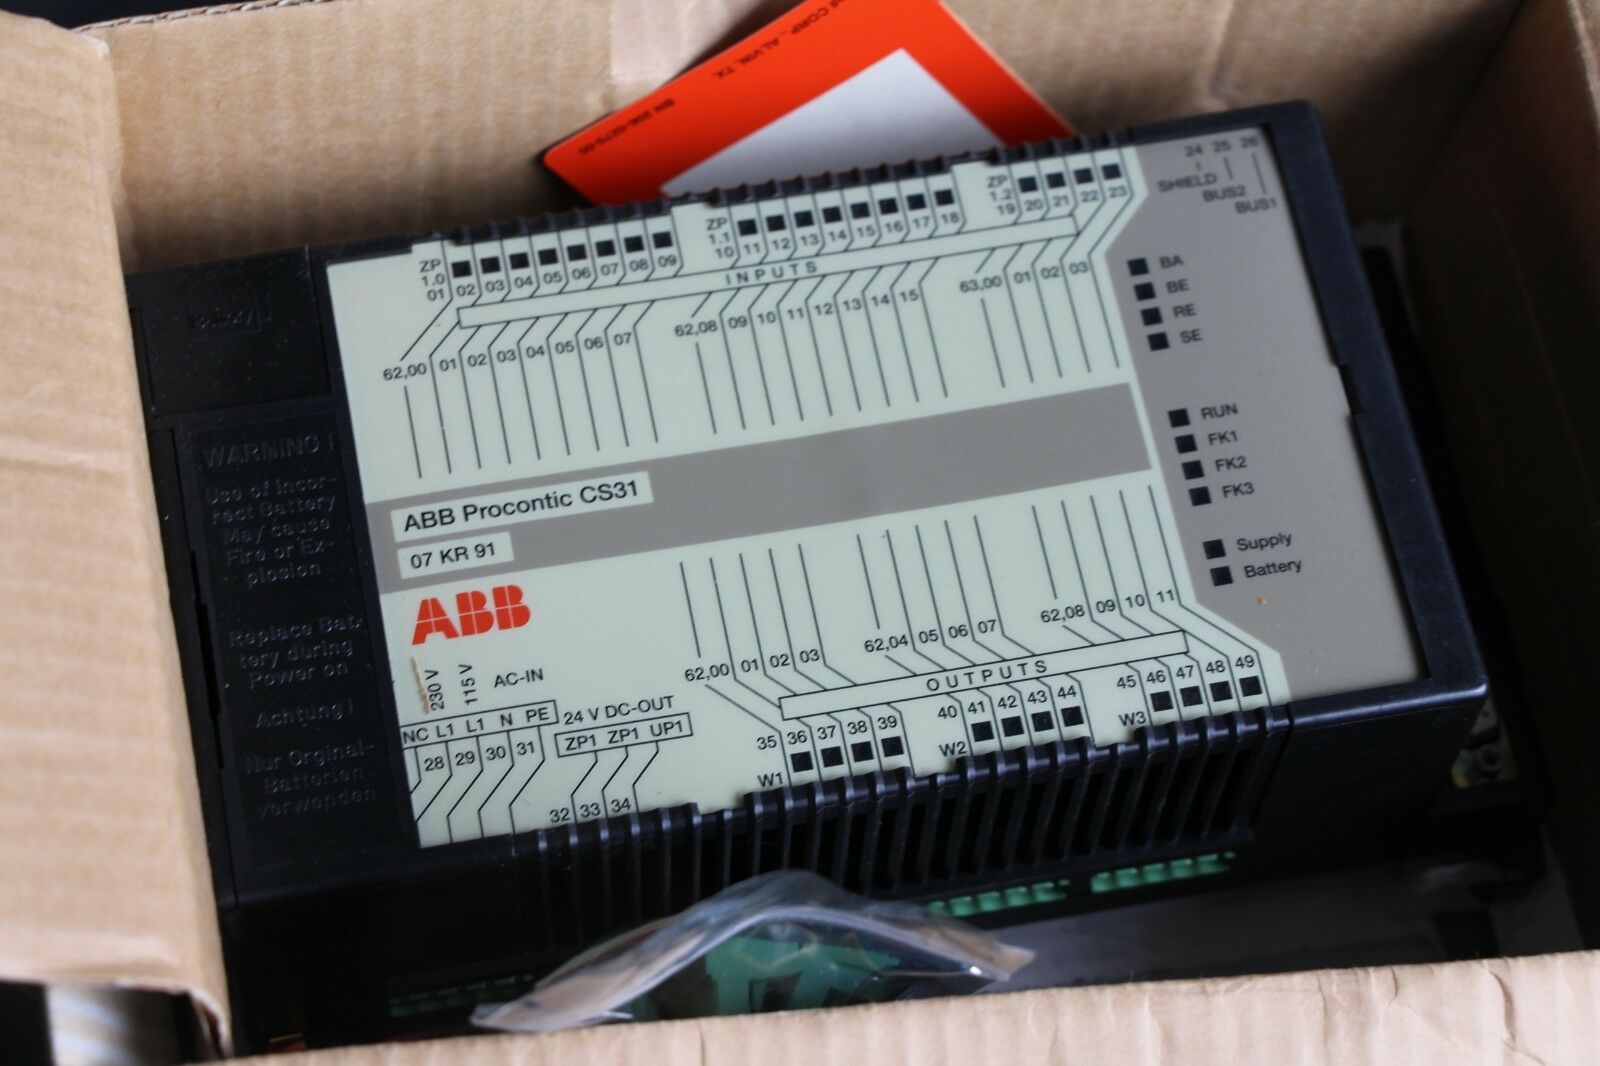 CORP., ALVIN, TX
24 25 26
SHIELD
BUS2
BUS1
ZP
1.0
01 02 03 04 05 06 07 08 09
ZP
1.1
10 11 12 13 14 15 16 17 18
ZP
1.2
19 20 21 22 23
INPUTS
62,00 01 02 03 04 05 06 07
62,08 09 10 11 12 13 14 15
63,00 01 02 03
BA
BE
RE
SE
RUN
FK1
FK2
FK3
Supply
Battery
WARNING !
Use of Incor-
rect Battery
May cause
Fire or Ex-
plosion
Replace Bat-
tery during
Power on
Achtung !
Nur Orginal-
Batterien
verwenden
ABB Procontic CS31
07 KR 91
ABB
230 V
115 V
AC-IN
NC L1 L1 N PE
28 29 30 31
24 V DC-OUT
ZP1 ZP1 UP1
32 33 34
62,00 01 02 03
62,04 05 06 07
62,08 09 10 11
OUTPUTS
35 36 37 38 39
W1
40 41 42 43 44
W2
45 46 47 48 49
W3